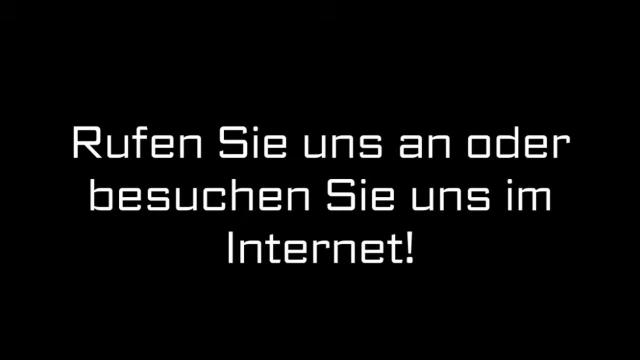 Rufen Sie uns an oder
besuchen Sie uns im
Internet!